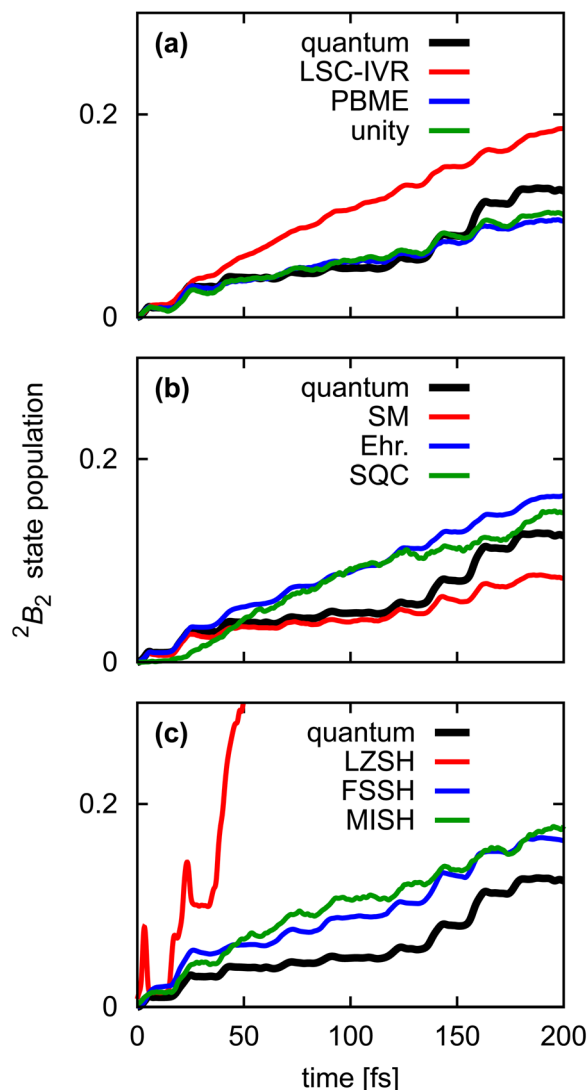 (a)
quantum
LSC-IVR
PBME
unity
0.2
0
(b)
quantum
SM
Ehr.
SQC
0.2
0
²B₂ state population
(c)
quantum
LZSH
FSSH
MISH
0.2
0
0 50 100 150 200
time [fs]